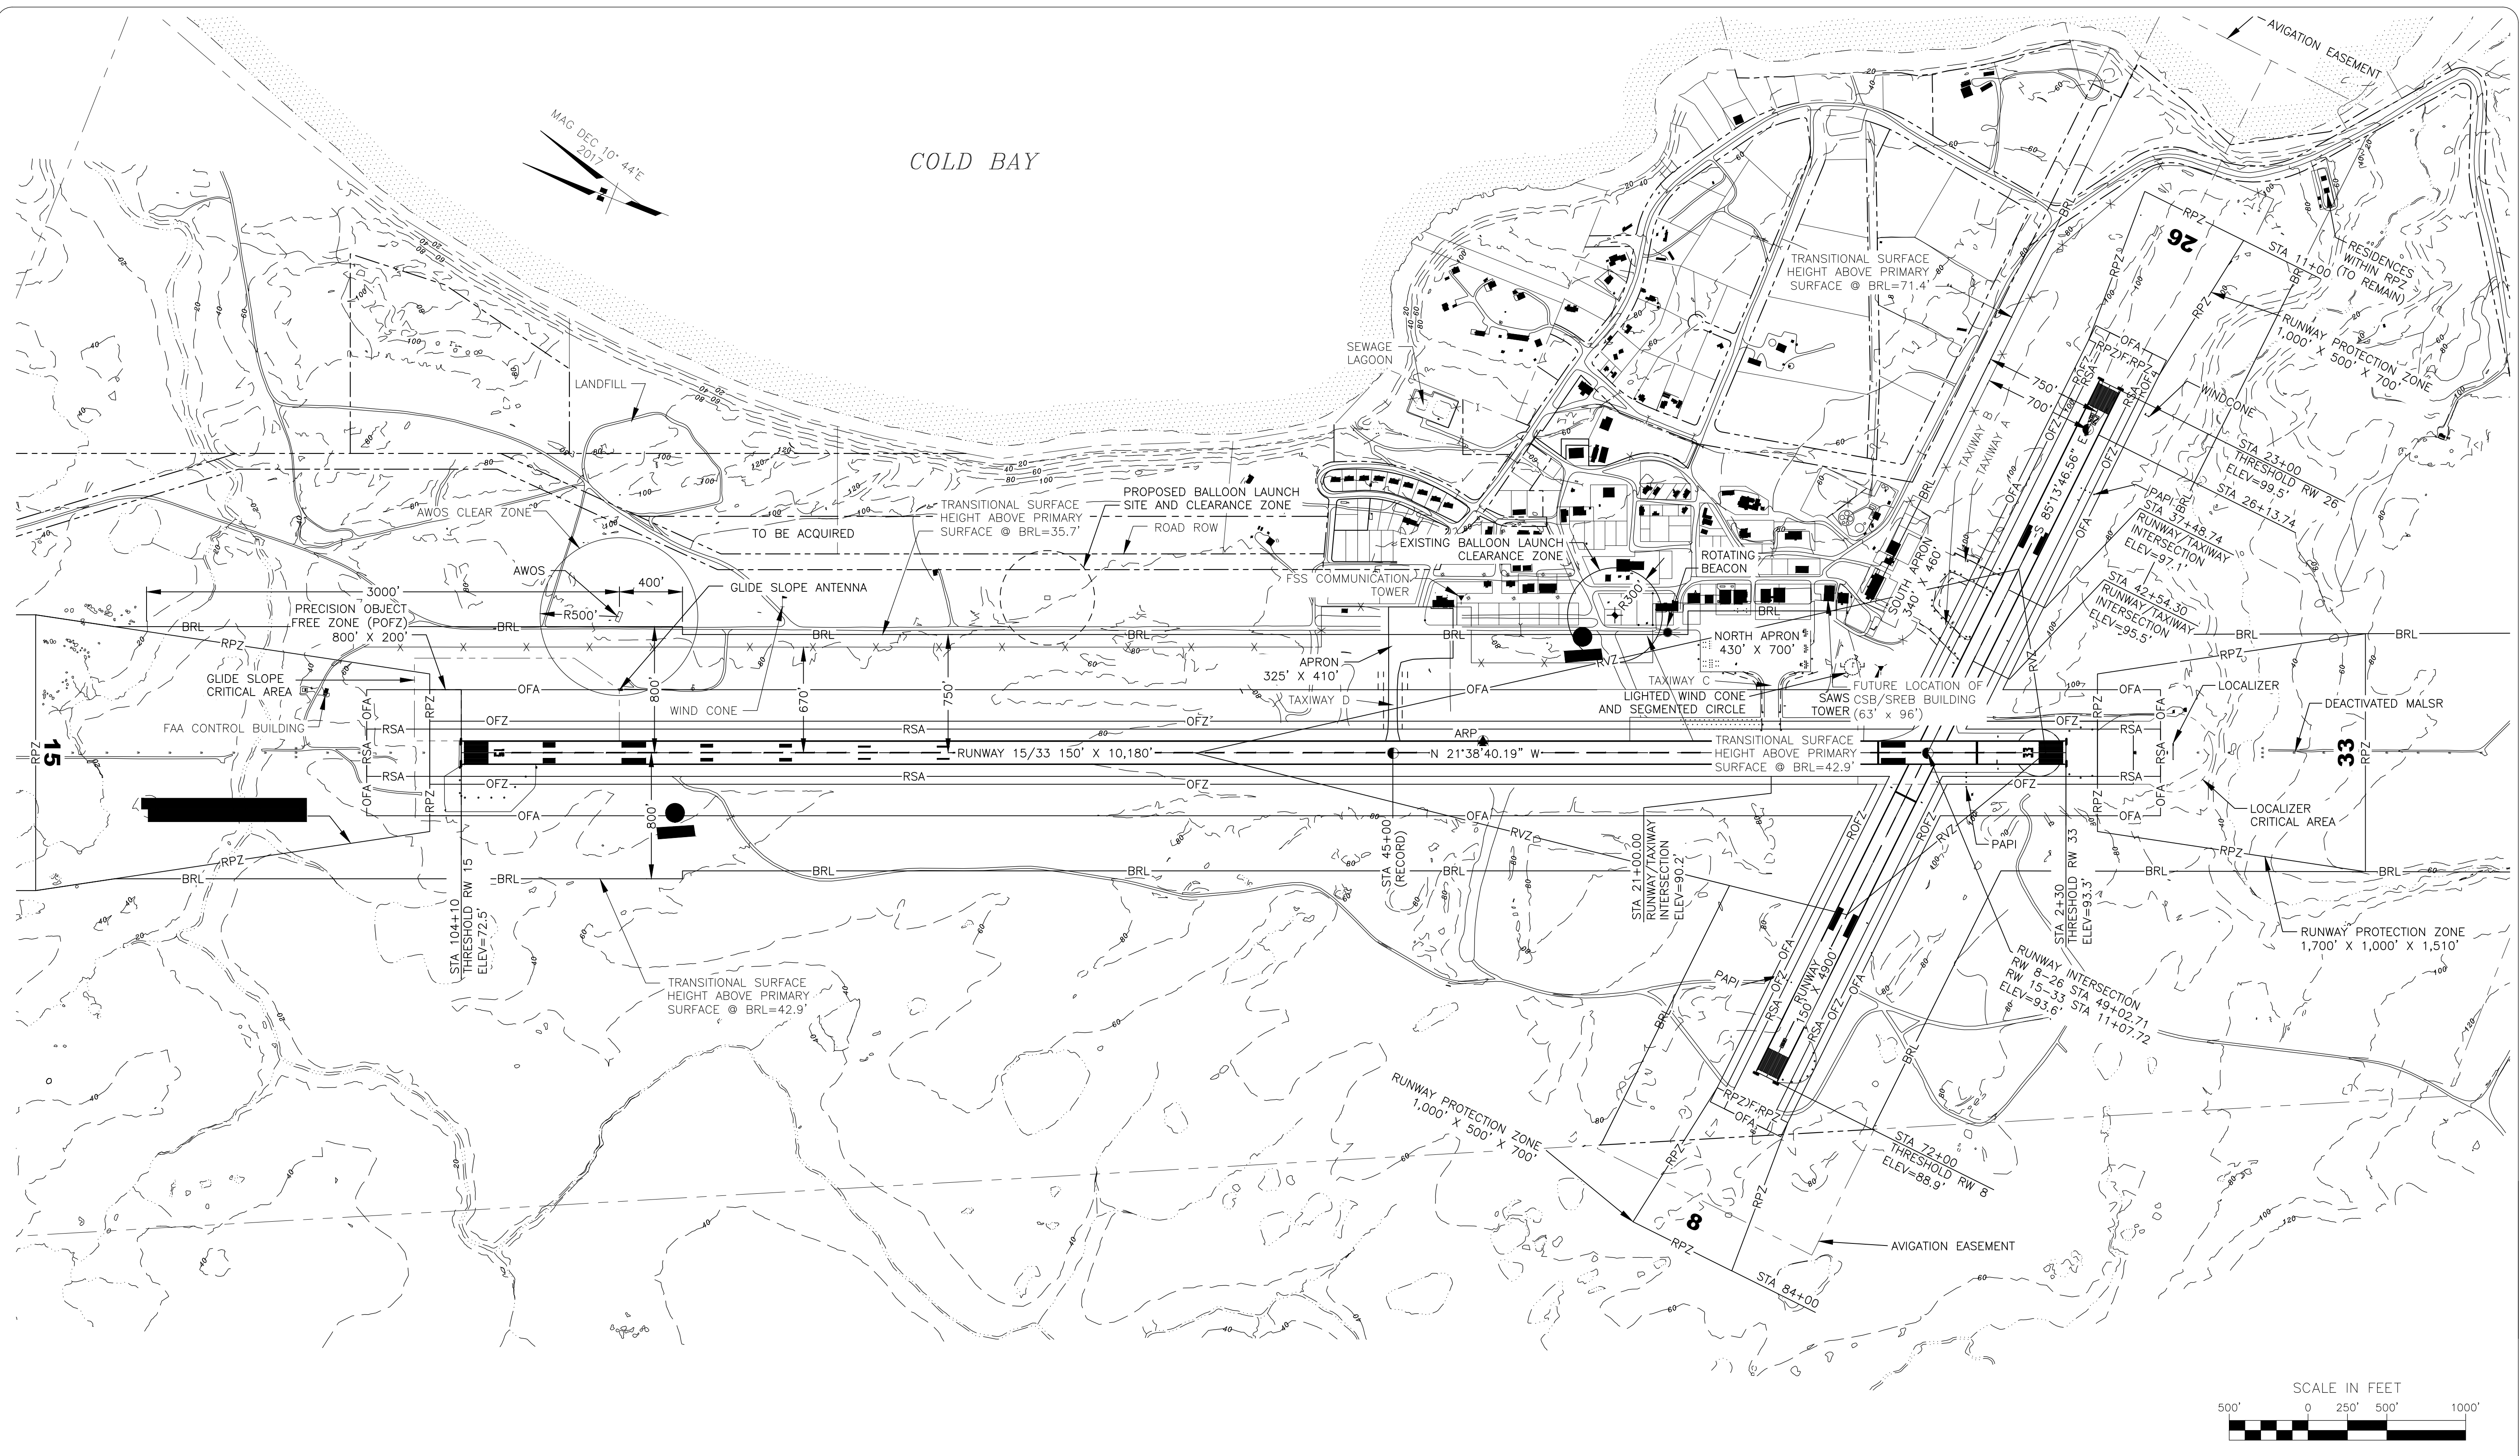 COLD BAY
MAG DEC 10° 44'E
2017
AVIGATION EASEMENT
RESIDENCES
WITHIN RPZ
(TO REMAIN)
RUNWAY PROTECTION ZONE
1,000' X 500' X 700'
26
STA 11+00
TRANSITIONAL SURFACE
HEIGHT ABOVE PRIMARY
SURFACE @ BRL=71.4'
750'
700'
TAXIWAY B
TAXIWAY A
WINDCONE
STA 23+00
THRESHOLD RW 26
ELEV=99.5'
STA 26+13.74
PAPI
STA 37+48.74
RUNWAY TAXIWAY
INTERSECTION
ELEV=97.1'
STA 42+54.30
RUNWAY/TAXIWAY
INTERSECTION
ELEV=95.5'
S 85°13'46.56" E
SEWAGE
LAGOON
LANDFILL
AWOS CLEAR ZONE
TO BE ACQUIRED
TRANSITIONAL SURFACE
HEIGHT ABOVE PRIMARY
SURFACE @ BRL=35.7'
PROPOSED BALLOON LAUNCH
SITE AND CLEARANCE ZONE
ROAD ROW
EXISTING BALLOON LAUNCH
CLEARANCE ZONE
FSS COMMUNICATION
TOWER
ROTATING
BEACON
R300'
SOUTH APRON
340' X 460'
AWOS
3000'
400'
R500'
GLIDE SLOPE ANTENNA
PRECISION OBJECT
FREE ZONE (POFZ)
800' X 200'
GLIDE SLOPE
CRITICAL AREA
FAA CONTROL BUILDING
WIND CONE
800'
670'
750'
APRON
325' X 410'
TAXIWAY D
NORTH APRON
430' X 700'
TAXIWAY C
LIGHTED WIND CONE
AND SEGMENTED CIRCLE
SAWS
TOWER
FUTURE LOCATION OF
CSB/SREB BUILDING
(63' x 96')
LOCALIZER
DEACTIVATED MALSR
15
RUNWAY 15/33 150' X 10,180'
N 21°38'40.19" W
ARP
TRANSITIONAL SURFACE
HEIGHT ABOVE PRIMARY
SURFACE @ BRL=42.9'
33
33
BRL
RPZ
OFA
OFZ
RSA
RVZ
ROFZ
ROFA
800'
STA 104+10
THRESHOLD RW 15
ELEV=72.5'
TRANSITIONAL SURFACE
HEIGHT ABOVE PRIMARY
SURFACE @ BRL=42.9'
STA 45+00
(RECORD)
STA 21+00.00
RUNWAY/TAXIWAY
INTERSECTION
ELEV=90.2'
PAPI
LOCALIZER
CRITICAL AREA
STA 2+30
THRESHOLD RW 33
ELEV=93.3'
RUNWAY PROTECTION ZONE
1,700' X 1,000' X 1,510'
RUNWAY INTERSECTION
RW 8-26 STA 49+02.71
RW 15-33 STA 11+07.72
ELEV=93.6'
PAPI
RUNWAY
150' X 4900'
RUNWAY PROTECTION ZONE
1,000' X 500' X 700'
STA 72+00
THRESHOLD RW 8
ELEV=88.9'
8
AVIGATION EASEMENT
STA 84+00
SCALE IN FEET
500' 0 250' 500' 1000'